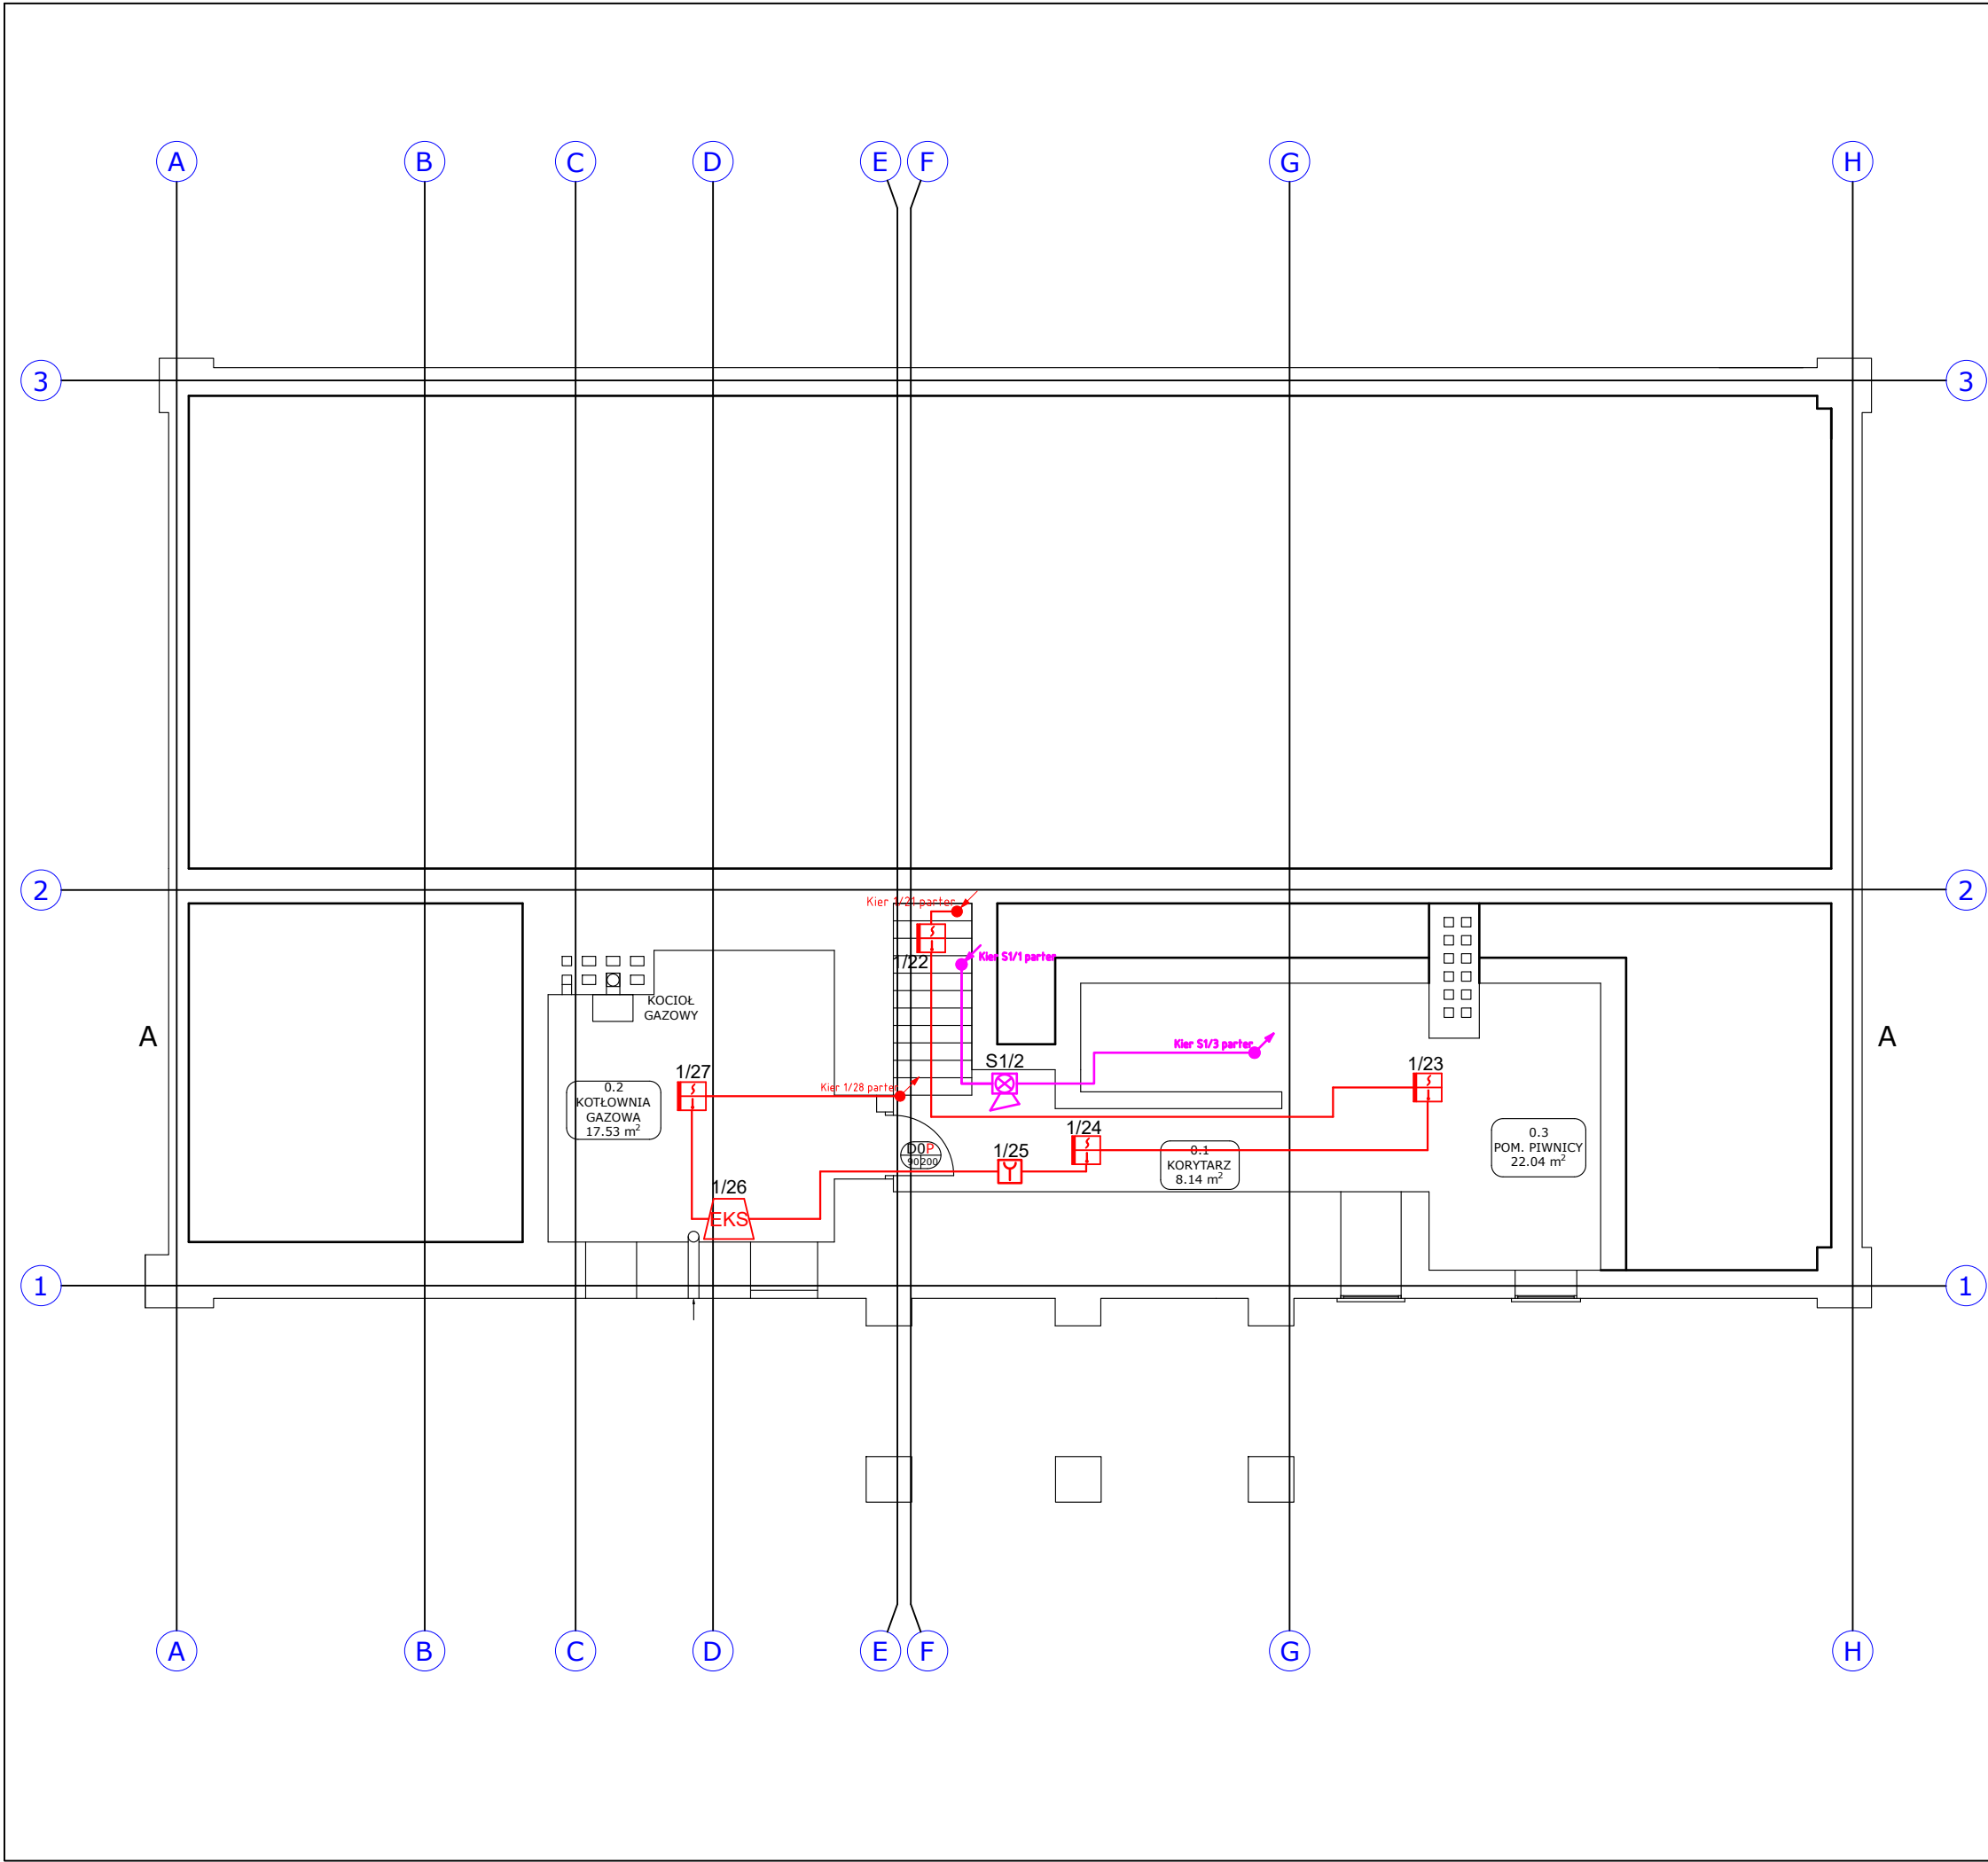 A B C D E F G H
3 3
2 2
Kier 1/21 parter
1/22
Kier S1/1 parter
KOCIOŁ
GAZOWY
A A
Kier S1/3 parter
S1/2
1/23
1/27
Kier 1/28 parter
0.2
KOTŁOWNIA
GAZOWA
17.53 m²
1/24
0.3
POM. PIWNICY
22.04 m²
D0P
90 200
1/25
0.1
KORYTARZ
8.14 m²
1/26
EKS
1 1
A B C D E F G H